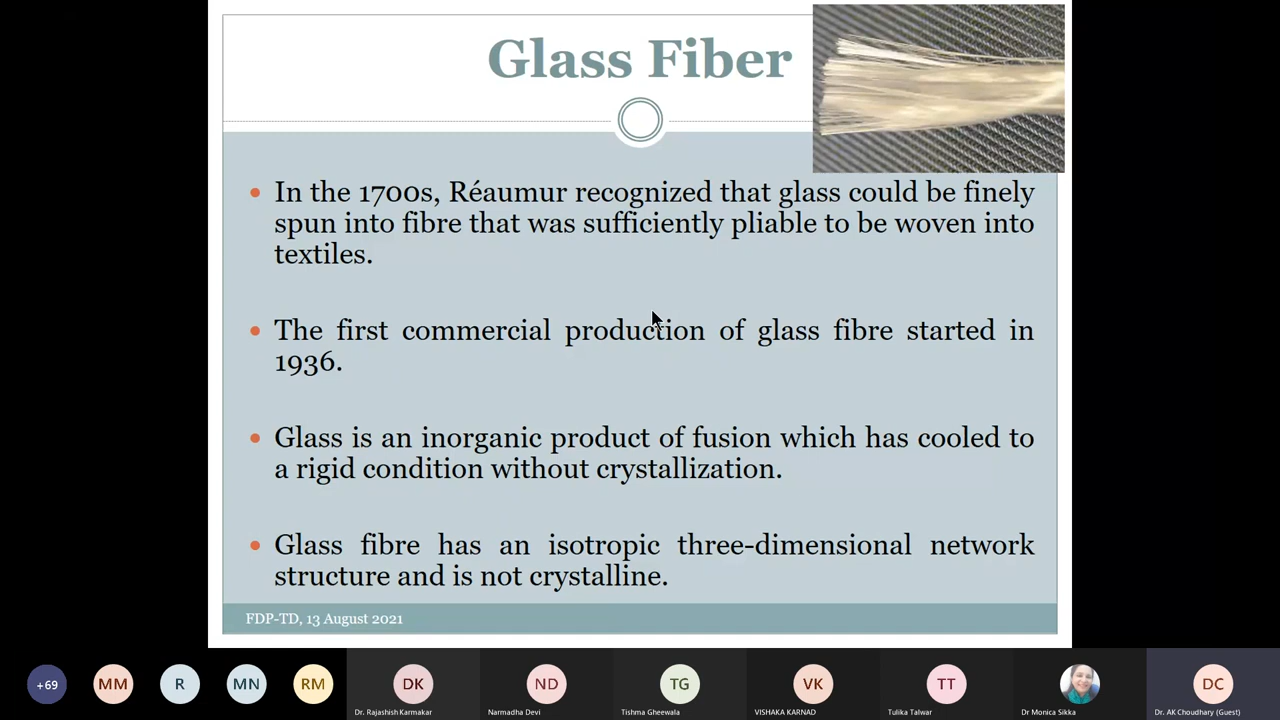 Glass Fiber
In the 1700s, Réaumur recognized that glass could be finely
spun into fibre that was sufficiently pliable to be woven into
textiles.
The first commercial production of glass fibre started in
1936.
Glass is an inorganic product of fusion which has cooled to
a rigid condition without crystallization.
Glass fibre has an isotropic three-dimensional network
structure and is not crystalline.
FDP-TD, 13 August 2021
+69 MM R MN RM DK ND TG VK TT DC
Dr. Rajashish Karmakar Narmadha Devi Tishma Gheewala VISHAKA KARNAD Tulika Talwar Dr Monica Sikka Dr. AK Choudhary (Guest)